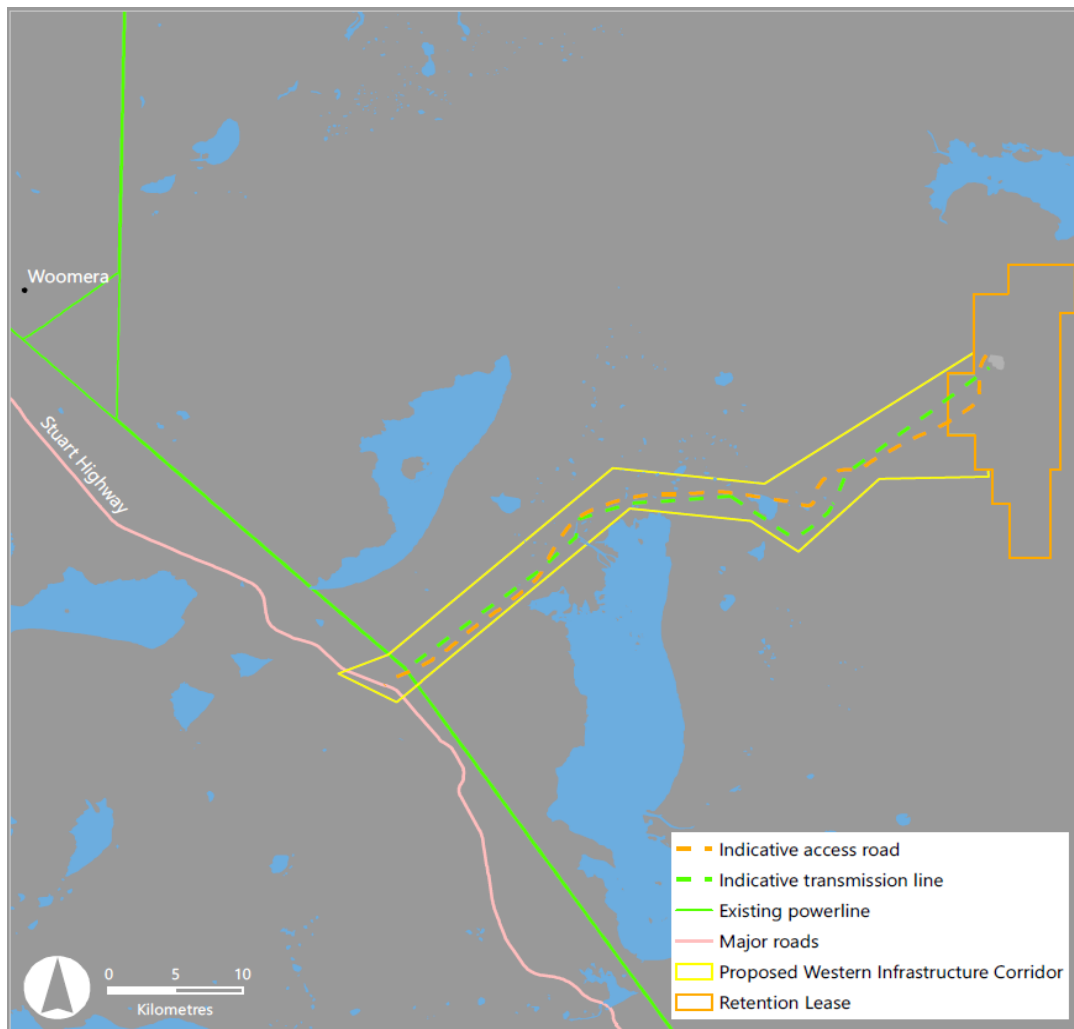 Woomera
Stuart Highway
Indicative access road
Indicative transmission line
Existing powerline
Major roads
Proposed Western Infrastructure Corridor
Retention Lease
0 5 10
Kilometres